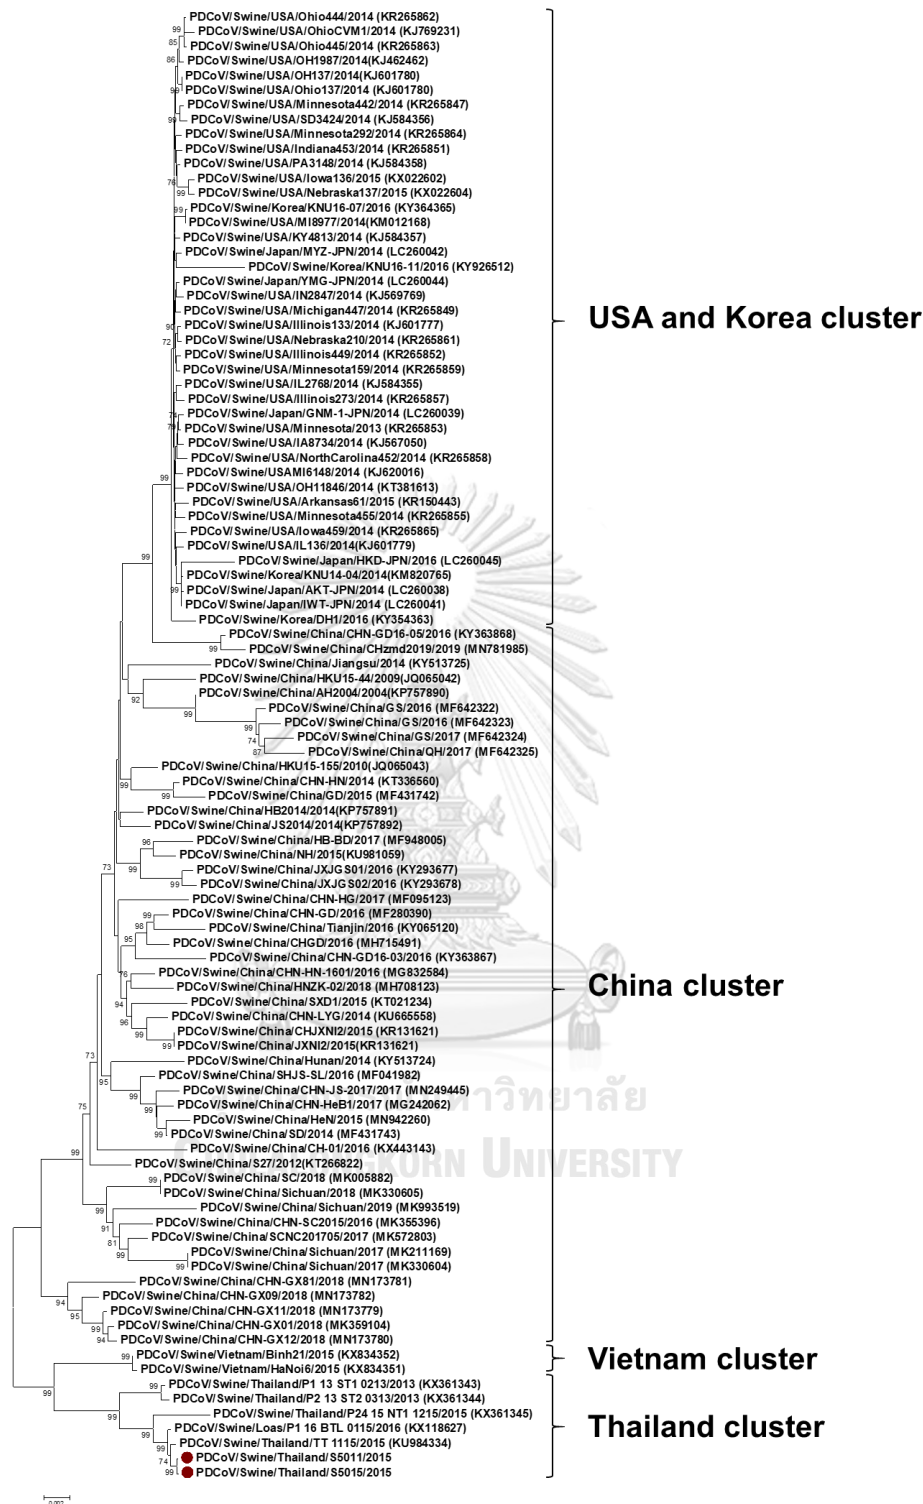 PDCoV/Swine/USA/Ohio444/2014 (KR265862)
PDCoV/Swine/USA/OhioCVM1/2014 (KJ769231)
PDCoV/Swine/USA/Ohio445/2014 (KR265863)
PDCoV/Swine/USA/OH1987/2014(KJ462462)
PDCoV/Swine/USA/OH137/2014(KJ601780)
PDCoV/Swine/USA/Ohio137/2014(KJ601780)
PDCoV/Swine/USA/Minnesota442/2014 (KR265847)
PDCoV/Swine/USA/SD3424/2014 (KJ584356)
PDCoV/Swine/USA/Minnesota292/2014 (KR265864)
PDCoV/Swine/USA/Indiana453/2014 (KR265851)
PDCoV/Swine/USA/PA3148/2014 (KJ584358)
PDCoV/Swine/USA/Iowa136/2015 (KX022602)
PDCoV/Swine/USA/Nebraska137/2015 (KX022604)
PDCoV/Swine/Korea/KNU16-07/2016 (KY364365)
PDCoV/Swine/USA/MI8977/2014(KM012168)
PDCoV/Swine/USA/KY4813/2014 (KJ584357)
PDCoV/Swine/Japan/MYZ-JPN/2014 (LC260042)
PDCoV/Swine/Korea/KNU16-11/2016 (KY926512)
PDCoV/Swine/Japan/YMG-JPN/2014 (LC260044)
PDCoV/Swine/USA/IN2847/2014 (KJ569769)
PDCoV/Swine/USA/Michigan447/2014 (KR265849)
PDCoV/Swine/USA/Illinois133/2014 (KJ601777)
PDCoV/Swine/USA/Nebraska210/2014 (KR265861)
PDCoV/Swine/USA/Illinois449/2014 (KR265852)
PDCoV/Swine/USA/Minnesota159/2014 (KR265859)
PDCoV/Swine/USA/IL2768/2014 (KJ584355)
PDCoV/Swine/USA/Illinois273/2014 (KR265857)
PDCoV/Swine/Japan/GNM-1-JPN/2014 (LC260039)
PDCoV/Swine/USA/Minnesota/2013 (KR265853)
PDCoV/Swine/USA/IA8734/2014 (KJ567050)
PDCoV/Swine/USA/NorthCarolina452/2014 (KR265858)
PDCoV/Swine/USAMI6148/2014 (KJ620016)
PDCoV/Swine/USA/OH11846/2014 (KT381613)
PDCoV/Swine/USA/Arkansas61/2015 (KR150443)
PDCoV/Swine/USA/Minnesota455/2014 (KR265855)
PDCoV/Swine/USA/Iowa459/2014 (KR265865)
PDCoV/Swine/USA/IL136/2014(KJ601779)
PDCoV/Swine/Japan/HKD-JPN/2016 (LC260045)
PDCoV/Swine/Korea/KNU14-04/2014(KM820765)
PDCoV/Swine/Japan/AKT-JPN/2014 (LC260038)
PDCoV/Swine/Japan/IWT-JPN/2014 (LC260041)
PDCoV/Swine/Korea/DH1/2016 (KY354363)
USA and Korea cluster
PDCoV/Swine/China/CHN-GD16-05/2016 (KY363868)
PDCoV/Swine/China/CHzmd2019/2019 (MN781985)
PDCoV/Swine/China/Jiangsu/2014 (KY513725)
PDCoV/Swine/China/HKU15-44/2009(JQ065042)
PDCoV/Swine/China/AH2004/2004(KP757890)
PDCoV/Swine/China/GS/2016 (MF642322)
PDCoV/Swine/China/GS/2016 (MF642323)
PDCoV/Swine/China/GS/2017 (MF642324)
PDCoV/Swine/China/QH/2017 (MF642325)
PDCoV/Swine/China/HKU15-155/2010(JQ065043)
PDCoV/Swine/China/CHN-HN/2014 (KT336560)
PDCoV/Swine/China/GD/2015 (MF431742)
PDCoV/Swine/China/HB2014/2014(KP757891)
PDCoV/Swine/China/JS2014/2014(KP757892)
PDCoV/Swine/China/HB-BD/2017 (MF948005)
PDCoV/Swine/China/NH/2015(KU981059)
PDCoV/Swine/China/JXJGS01/2016 (KY293677)
PDCoV/Swine/China/JXJGS02/2016 (KY293678)
PDCoV/Swine/China/CHN-HG/2017 (MF095123)
PDCoV/Swine/China/CHN-GD/2016 (MF280390)
PDCoV/Swine/China/Tianjin/2016 (KY065120)
PDCoV/Swine/China/CHGD/2016 (MH715491)
PDCoV/Swine/China/CHN-GD16-03/2016 (KY363867)
PDCoV/Swine/China/CHN-HN-1601/2016 (MG832584)
PDCoV/Swine/China/HNZK-02/2018 (MH708123)
PDCoV/Swine/China/SXD1/2015 (KT021234)
PDCoV/Swine/China/CHN-LYG/2014 (KU665558)
PDCoV/Swine/China/CHJXNI2/2015 (KR131621)
PDCoV/Swine/China/JXNI2/2015(KR131621)
PDCoV/Swine/China/Hunan/2014 (KY513724)
PDCoV/Swine/China/SHJS-SL/2016 (MF041982)
PDCoV/Swine/China/CHN-JS-2017/2017 (MN249445)
PDCoV/Swine/China/CHN-HeB1/2017 (MG242062)
PDCoV/Swine/China/HeN/2015 (MN942260)
PDCoV/Swine/China/SD/2014 (MF431743)
PDCoV/Swine/China/CH-01/2016 (KX443143)
PDCoV/Swine/China/S27/2012(KT266822)
PDCoV/Swine/China/SC/2018 (MK005882)
PDCoV/Swine/China/Sichuan/2018 (MK330605)
PDCoV/Swine/China/Sichuan/2019 (MK993519)
PDCoV/Swine/China/CHN-SC2015/2016 (MK355396)
PDCoV/Swine/China/SCNC201705/2017 (MK572803)
PDCoV/Swine/China/Sichuan/2017 (MK211169)
PDCoV/Swine/China/Sichuan/2017 (MK330604)
PDCoV/Swine/China/CHN-GX81/2018 (MN173781)
PDCoV/Swine/China/CHN-GX09/2018 (MN173782)
PDCoV/Swine/China/CHN-GX11/2018 (MN173779)
PDCoV/Swine/China/CHN-GX01/2018 (MK359104)
PDCoV/Swine/China/CHN-GX12/2018 (MN173780)
China cluster
PDCoV/Swine/Vietnam/Binh21/2015 (KX834352)
PDCoV/Swine/Vietnam/HaNoi6/2015 (KX834351)
Vietnam cluster
PDCoV/Swine/Thailand/P1 13 ST1 0213/2013 (KX361343)
PDCoV/Swine/Thailand/P2 13 ST2 0313/2013 (KX361344)
PDCoV/Swine/Thailand/P24 15 NT1 1215/2015 (KX361345)
PDCoV/Swine/Loas/P1 16 BTL 0115/2016 (KX118627)
PDCoV/Swine/Thailand/TT 1115/2015 (KU984334)
PDCoV/Swine/Thailand/S5011/2015
PDCoV/Swine/Thailand/S5015/2015
Thailand cluster
UNIVERSITY